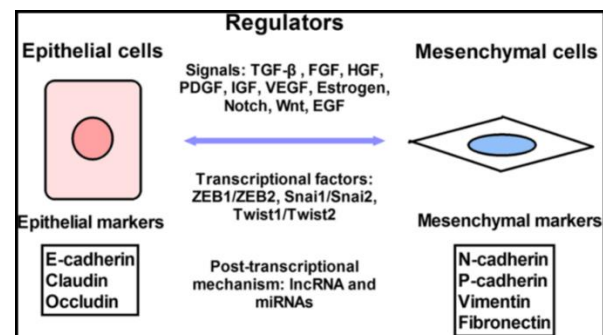 Regulators
Epithelial cells
Signals: TGF-β , FGF, HGF,
PDGF, IGF, VEGF, Estrogen,
Notch, Wnt, EGF
Mesenchymal cells
Transcriptional factors:
ZEB1/ZEB2, Snai1/Snai2,
Twist1/Twist2
Epithelial markers
E-cadherin
Claudin
Occludin
Post-transcriptional
mechanism: lncRNA and
miRNAs
Mesenchymal markers
N-cadherin
P-cadherin
Vimentin
Fibronectin